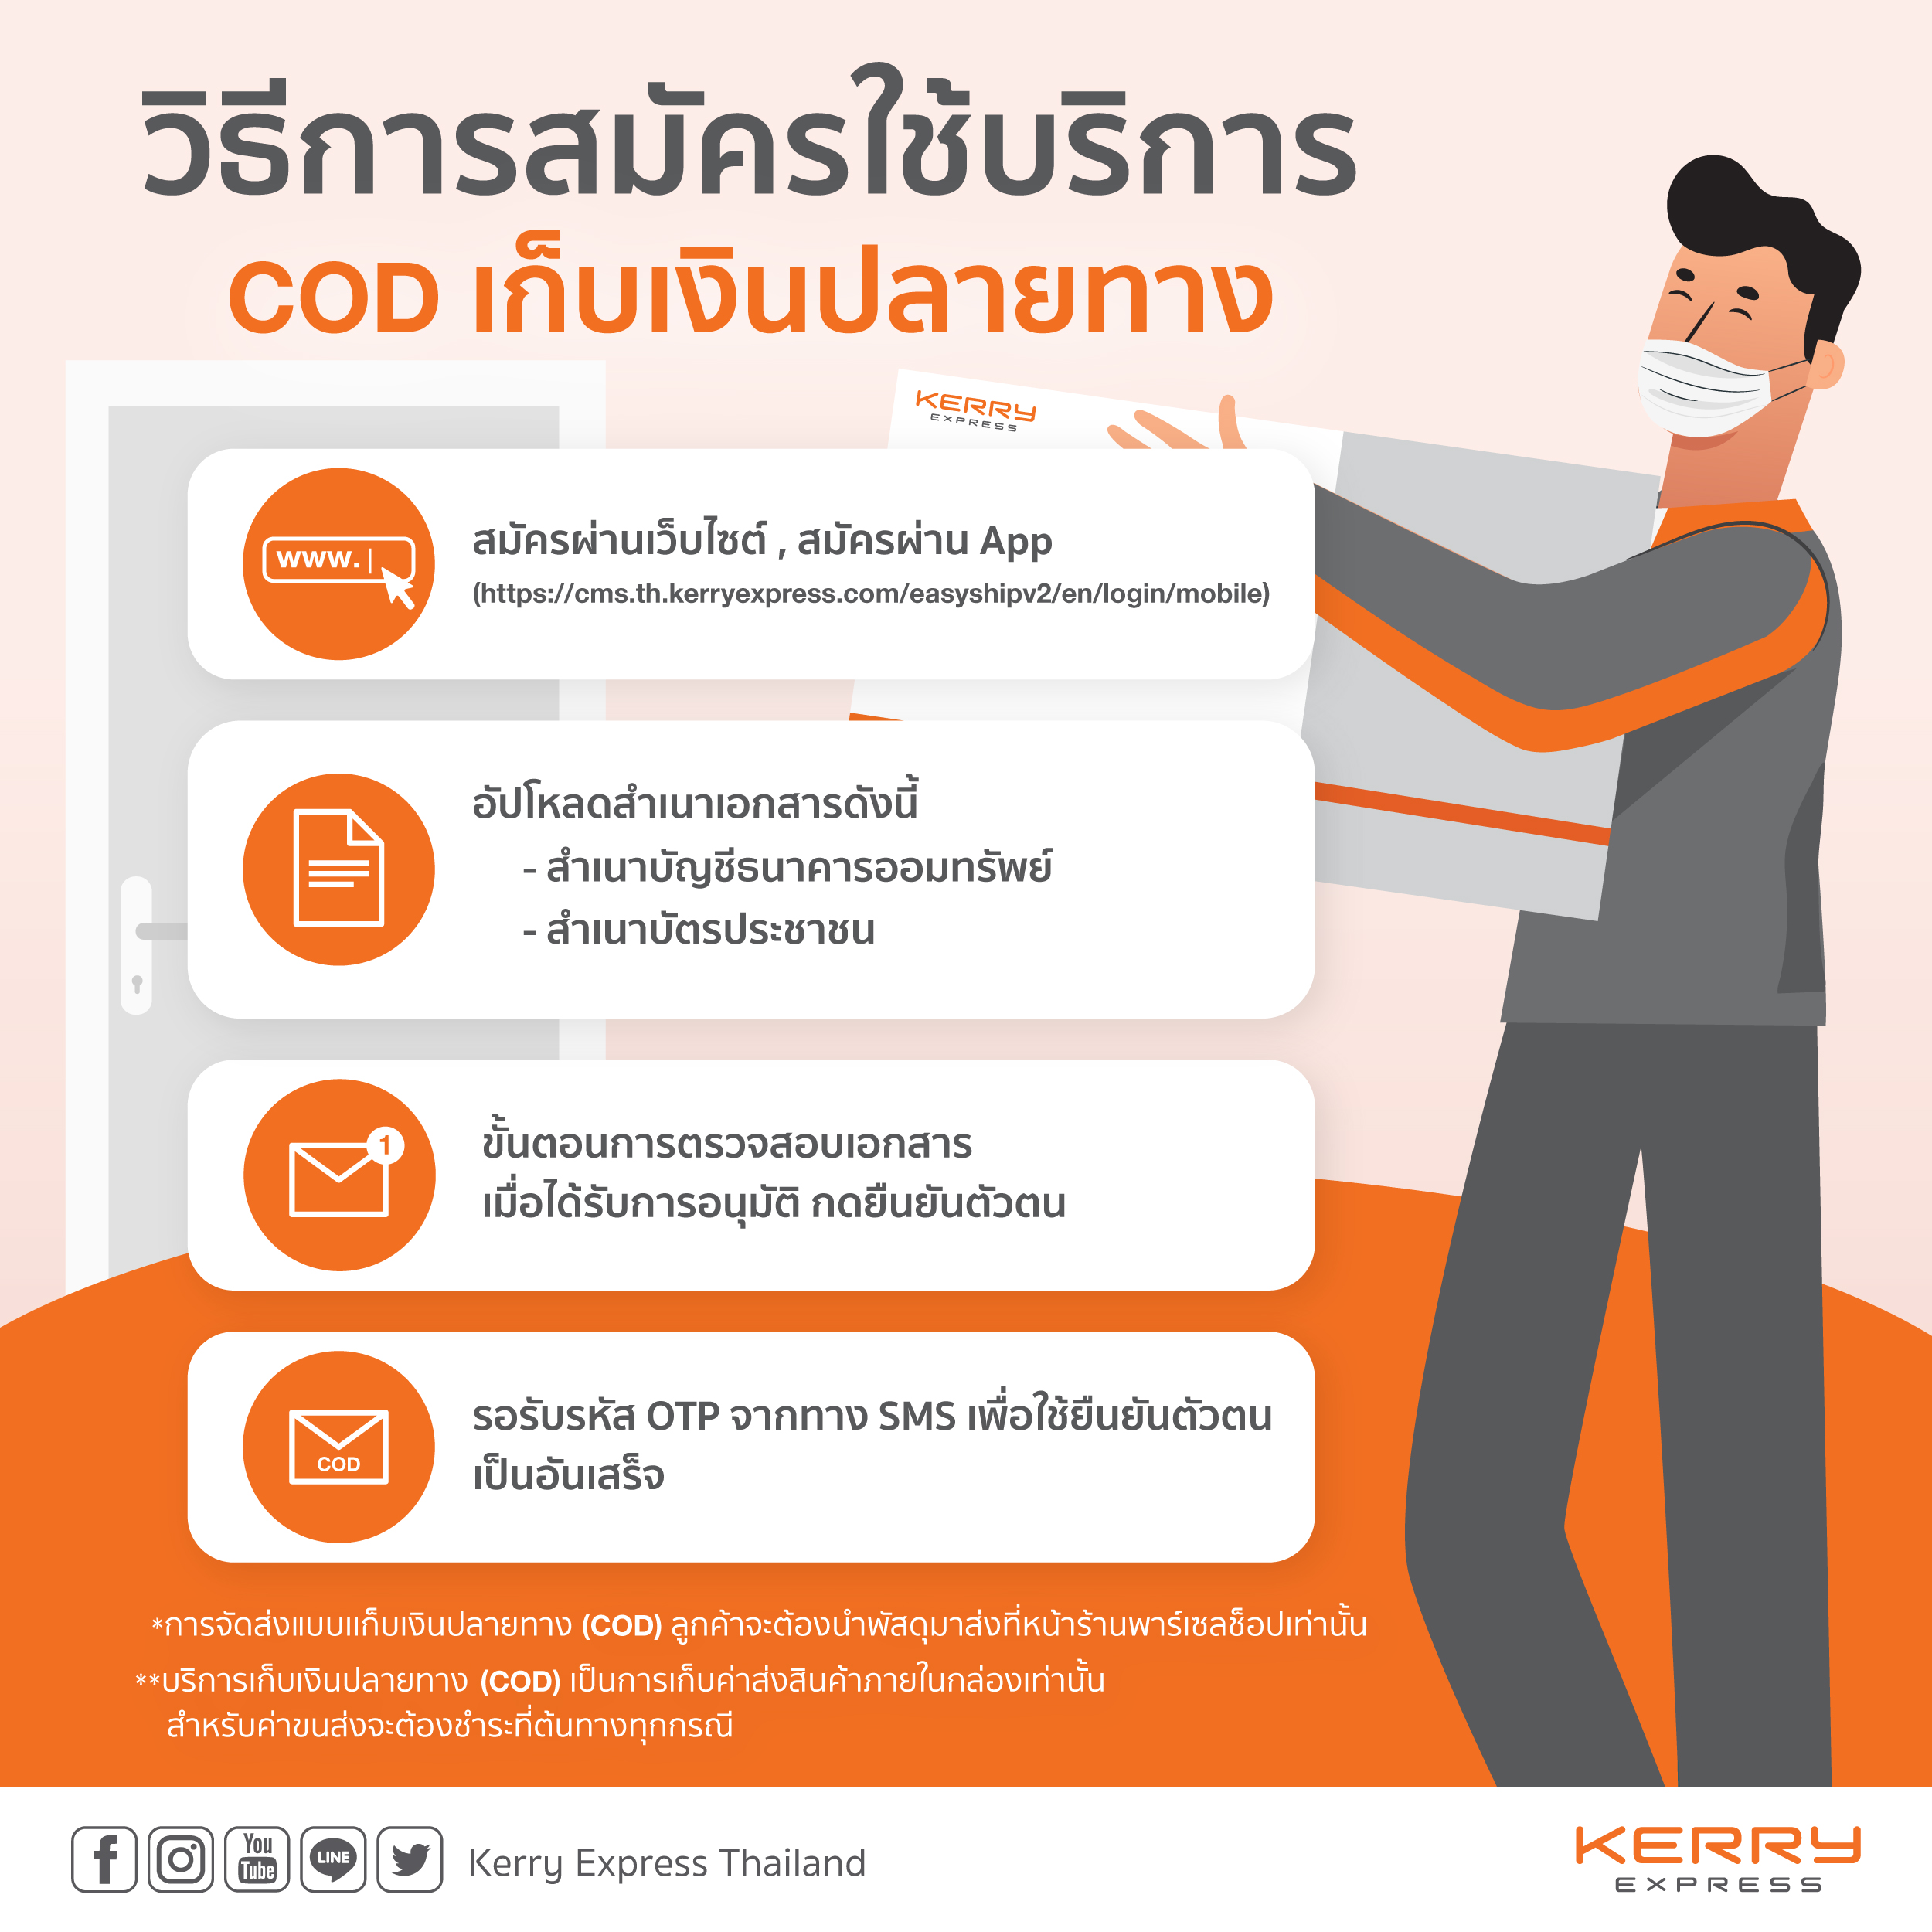 วิธีการสมัครใช้บริการ
COD เก็บเงินปลายทาง
KERRY
EXPRESS
www.
สมัครผ่านเว็บไซต์ , สมัครผ่าน App
(https://cms.th.kerryexpress.com/easyshipv2/en/login/mobile)
อัปโหลดสำเนาเอกสารดังนี้
- สำเนาบัญชีธนาคารออมทรัพย์
- สำเนาบัตรประชาชน
1
ขั้นตอนการตรวจสอบเอกสาร
เมื่อได้รับการอนุมัติ กดยืนยันตัวตน
COD
รอรับรหัส OTP จากทาง SMS เพื่อใช้ยืนยันตัวตน
เป็นอันเสร็จ
*การจัดส่งแบบแก็บเงินปลายทาง (COD) ลูกค้าจะต้องนำพัสดุมาส่งที่หน้าร้านพาร์เซลช็อปเท่านั้น
**บริการเก็บเงินปลายทาง (COD) เป็นการเก็บค่าส่งสินค้าภายในกล่องเท่านั้น
สำหรับค่าขนส่งจะต้องชำระที่ต้นทางทุกกรณี
You
Tube
LINE
Kerry Express Thailand
KERRY
EXPRESS